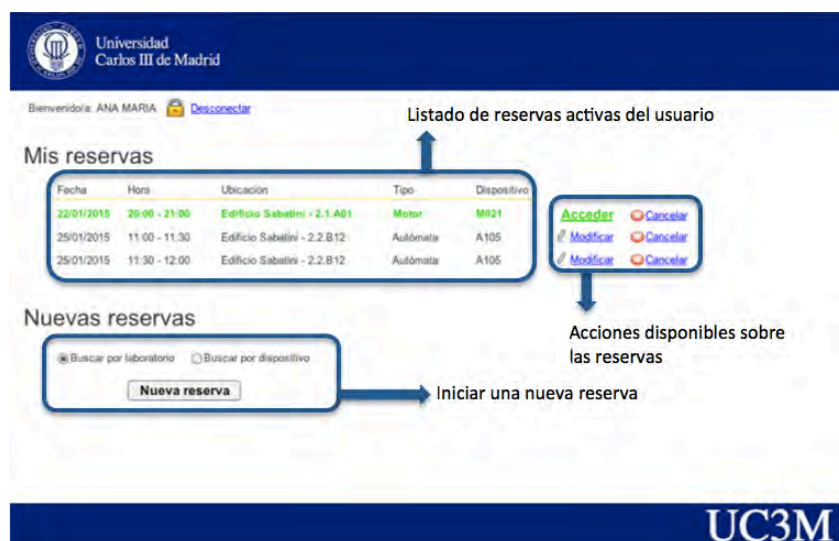 Universidad
Carlos III de Madrid
Bienvenido/a: ANA MARIA Desconectar
Listado de reservas activas del usuario
Mis reservas
Fecha Hora Ubicación Tipo Dispositivo
22/01/2015 20:00 - 21:00 Edificio Sabatini - 2.1.A01 Motor M021 Acceder Cancelar
25/01/2015 11:00 - 11:30 Edificio Sabatini - 2.2.B12 Autómata A105 Modificar Cancelar
25/01/2015 11:30 - 12:00 Edificio Sabatini - 2.2.B12 Autómata A105 Modificar Cancelar
Nuevas reservas
Acciones disponibles sobre
las reservas
Buscar por laboratorio Buscar por dispositivo
Nueva reserva
Iniciar una nueva reserva
UC3M